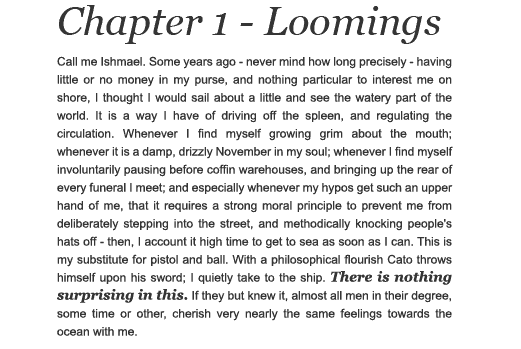 Chapter 1 - Loomings
Call me Ishmael. Some years ago - never mind how long precisely - having
little or no money in my purse, and nothing particular to interest me on
shore, I thought I would sail about a little and see the watery part of the
world. It is a way I have of driving off the spleen, and regulating the
circulation. Whenever I find myself growing grim about the mouth;
whenever it is a damp, drizzly November in my soul; whenever I find myself
involuntarily pausing before coffin warehouses, and bringing up the rear of
every funeral I meet; and especially whenever my hypos get such an upper
hand of me, that it requires a strong moral principle to prevent me from
deliberately stepping into the street, and methodically knocking people's
hats off - then, I account it high time to get to sea as soon as I can. This is
my substitute for pistol and ball. With a philosophical flourish Cato throws
himself upon his sword; I quietly take to the ship. There is nothing
surprising in this. If they but knew it, almost all men in their degree,
some time or other, cherish very nearly the same feelings towards the
ocean with me.